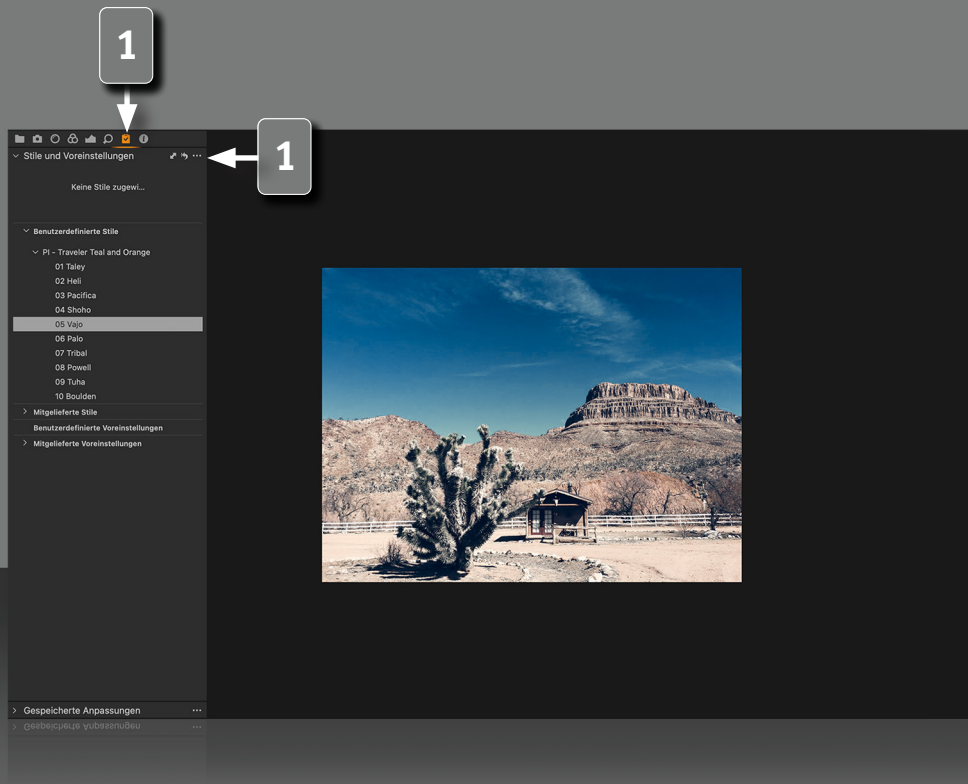 1
1
Stile und Voreinstellungen
Keine Stile zugewi...
Benutzerdefinierte Stile
PI - Traveler Teal and Orange
01 Taley
02 Heli
03 Pacifica
04 Shoho
05 Vajo
06 Palo
07 Tribal
08 Powell
09 Tuha
10 Boulden
Mitgelieferte Stile
Benutzerdefinierte Voreinstellungen
Mitgelieferte Voreinstellungen
Gespeicherte Anpassungen